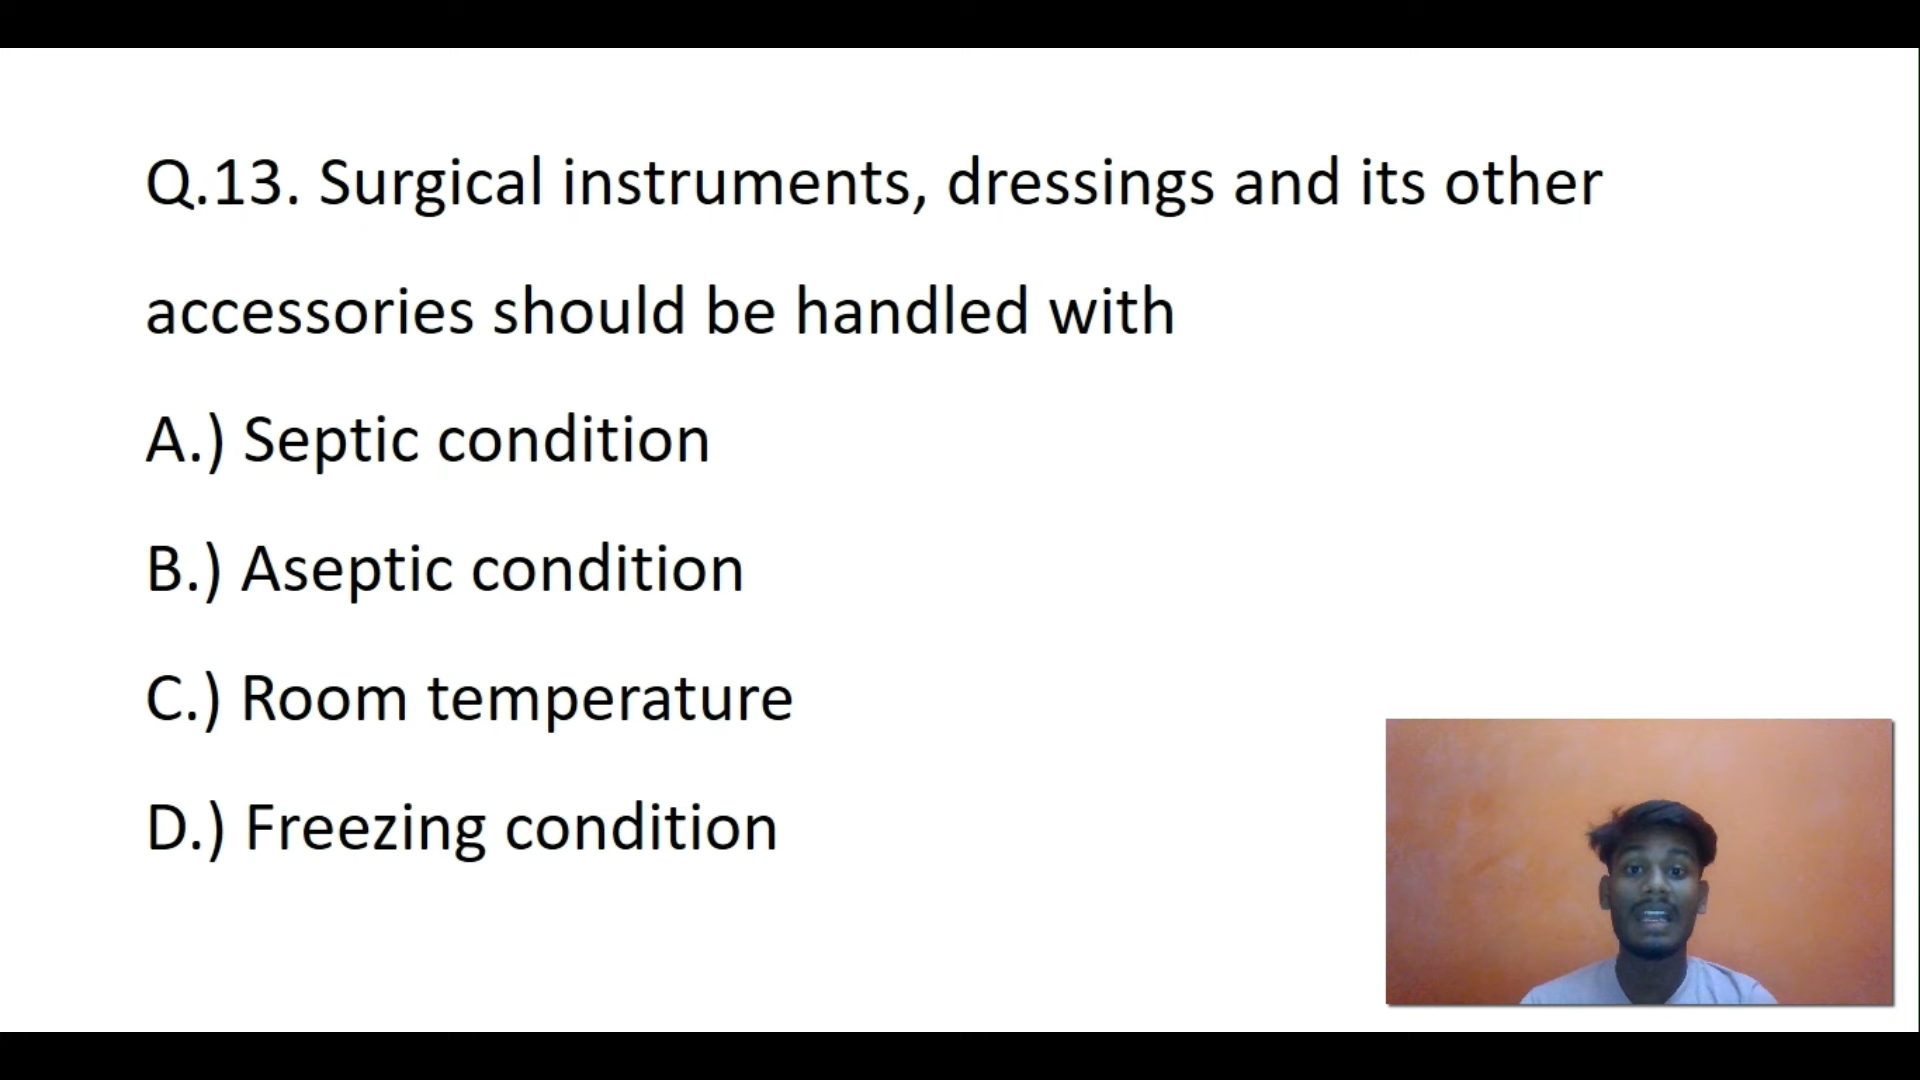 Q.13. Surgical instruments, dressings and its other
accessories should be handled with
A.) Septic condition
B.) Aseptic condition
C.) Room temperature
D.) Freezing condition